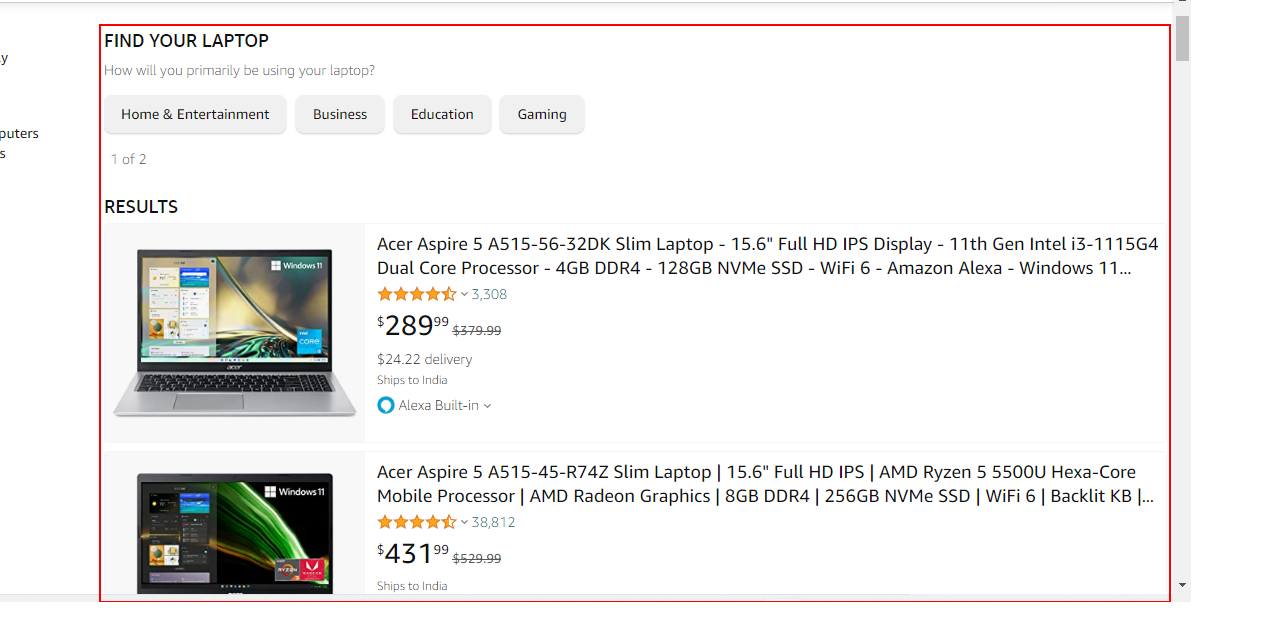 FIND YOUR LAPTOP
y
How will you primarily be using your laptop?
Home & Entertainment
Business
Education
Gaming
puters
s
1 of 2
RESULTS
Acer Aspire 5 A515-56-32DK Slim Laptop - 15.6" Full HD IPS Display - 11th Gen Intel i3-1115G4
Dual Core Processor - 4GB DDR4 - 128GB NVMe SSD - WiFi 6 - Amazon Alexa - Windows 11...
3,308
$289.99 $379.99
$24.22 delivery
Ships to India
Alexa Built-in
Windows 11
intel
CORE
acer
Acer Aspire 5 A515-45-R74Z Slim Laptop | 15.6" Full HD IPS | AMD Ryzen 5 5500U Hexa-Core
Mobile Processor | AMD Radeon Graphics | 8GB DDR4 | 256GB NVMe SSD | WiFi 6 | Backlit KB |...
38,812
$431.99 $529.99
Ships to India
Windows 11
RYZEN
RADEON